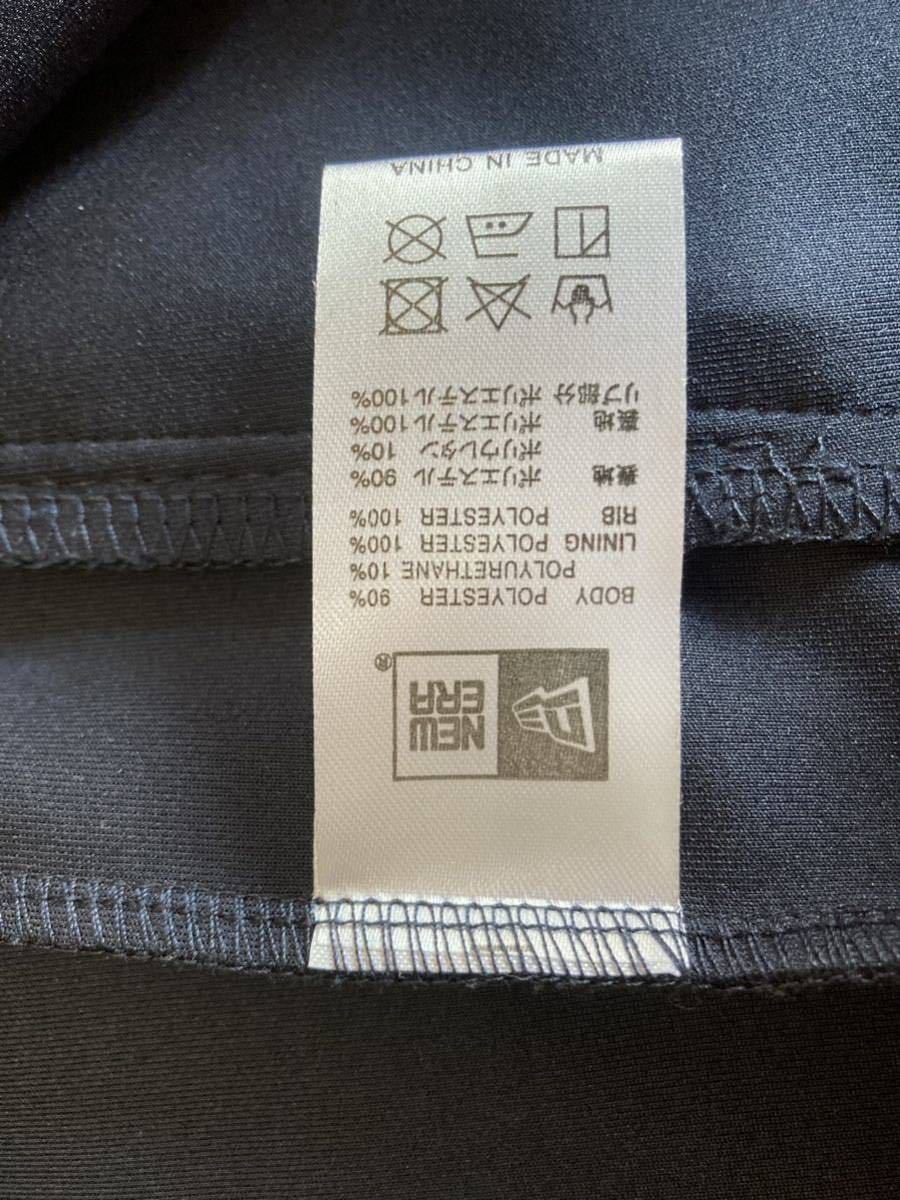 NEW
ERA
®
BODY POLYESTER 90%
POLYURETHANE 10%
LINING POLYESTER 100%
RIB POLYESTER 100%
表地 ポリエステル 90%
ポリウレタン 10%
裏地 ポリエステル100%
リブ部分 ポリエステル100%
MADE IN CHINA